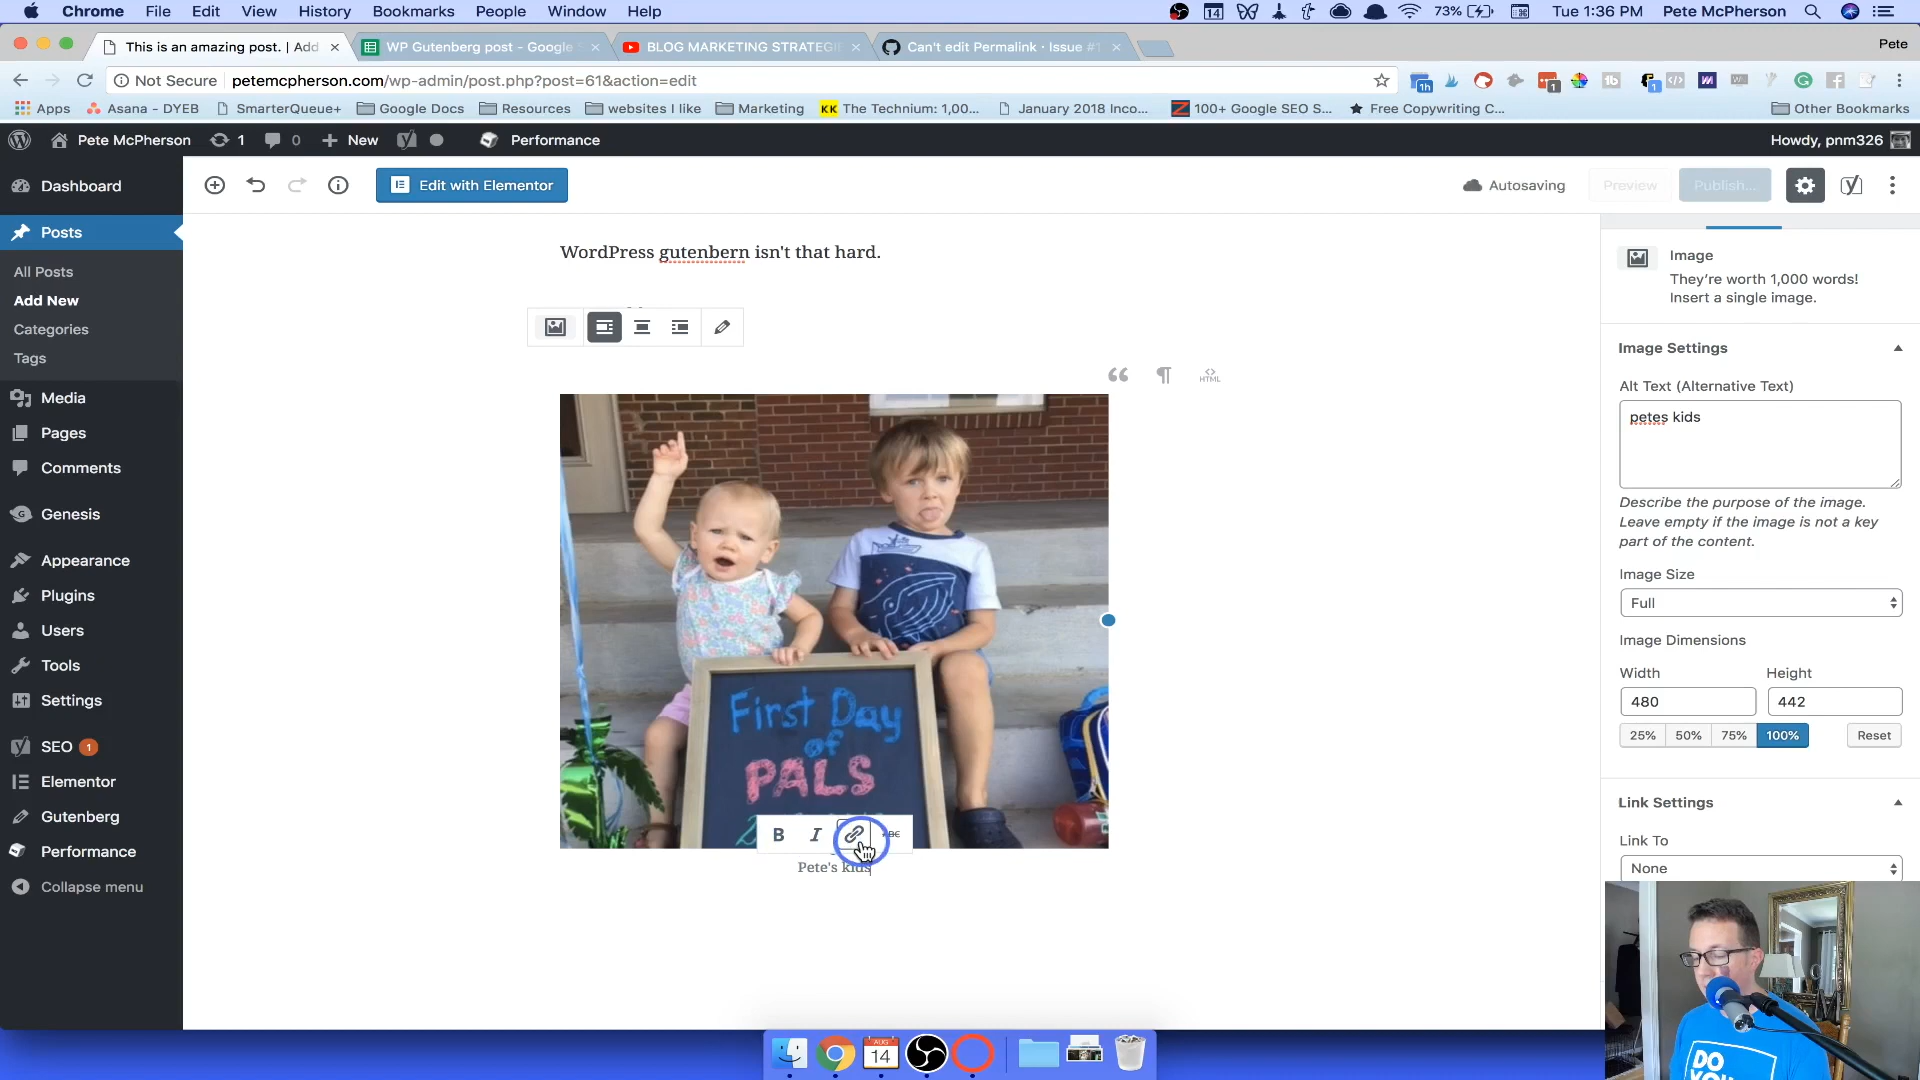 Chrome File Edit View History Bookmarks People Window Help
14 73% Tue 1:36 PM Pete McPherson
This is an amazing post. | Add
WP Gutenberg post - Google S
BLOG MARKETING STRATEGI
Can't edit Permalink · Issue #1
Pete
Not Secure petemcpherson.com/wp-admin/post.php?post=61&action=edit
Apps Asana - DYEB SmarterQueue+ Google Docs Resources websites I like Marketing KK The Technium: 1,00... January 2018 Inco... 100+ Google SEO S... Free Copywriting C... Other Bookmarks
Pete McPherson 1 0 New Performance Howdy, pnm326
Dashboard
Posts
All Posts
Add New
Categories
Tags
Media
Pages
Comments
Genesis
Appearance
Plugins
Users
Tools
Settings
SEO 1
Elementor
Gutenberg
Performance
Collapse menu
Edit with Elementor
Autosaving Preview Publish...
WordPress gutenbern isn't that hard.
HTML
First Day
of
PALS
B I ABC
Pete's kids
Image
They're worth 1,000 words!
Insert a single image.
Image Settings
Alt Text (Alternative Text)
petes kids
Describe the purpose of the image.
Leave empty if the image is not a key
part of the content.
Image Size
Full
Image Dimensions
Width Height
480 442
25% 50% 75% 100% Reset
Link Settings
Link To
None
AUG
14
DO